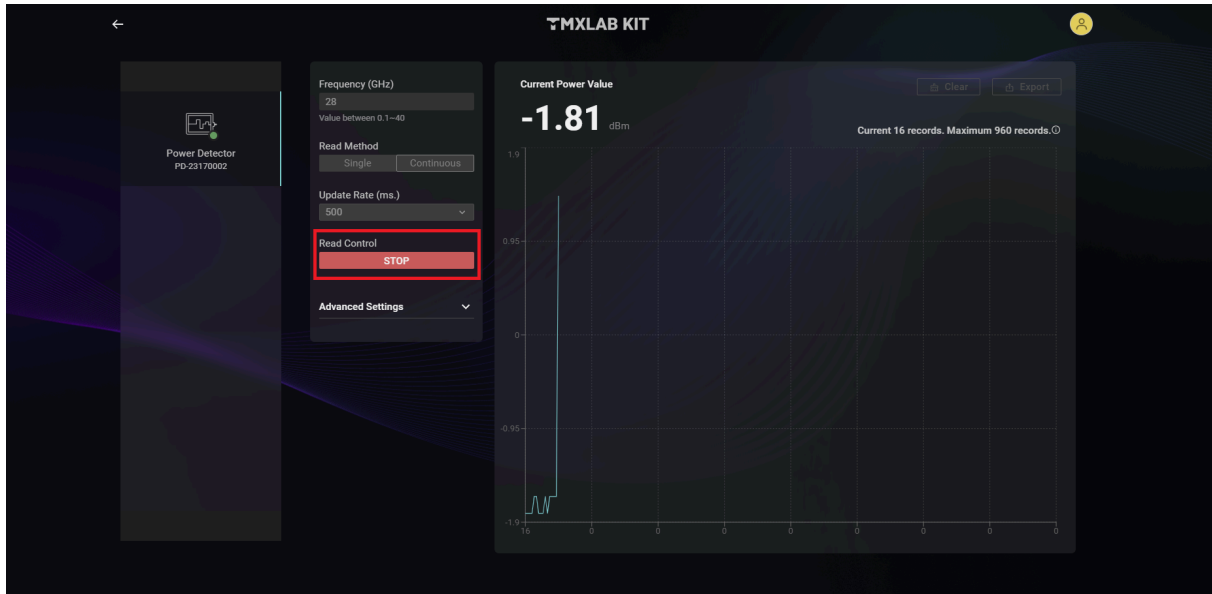 TMXLAB KIT
Power Detector
PD-23170002
Frequency (GHz)
28
Value between 0.1~40
Read Method
Single Continuous
Update Rate (ms.)
500
Read Control
STOP
Advanced Settings
Current Power Value
-1.81 dBm
Clear Export
Current 16 records. Maximum 960 records.
1.9
0.95
0
-0.95
-1.9
16 0 0 0 0 0 0 0 0